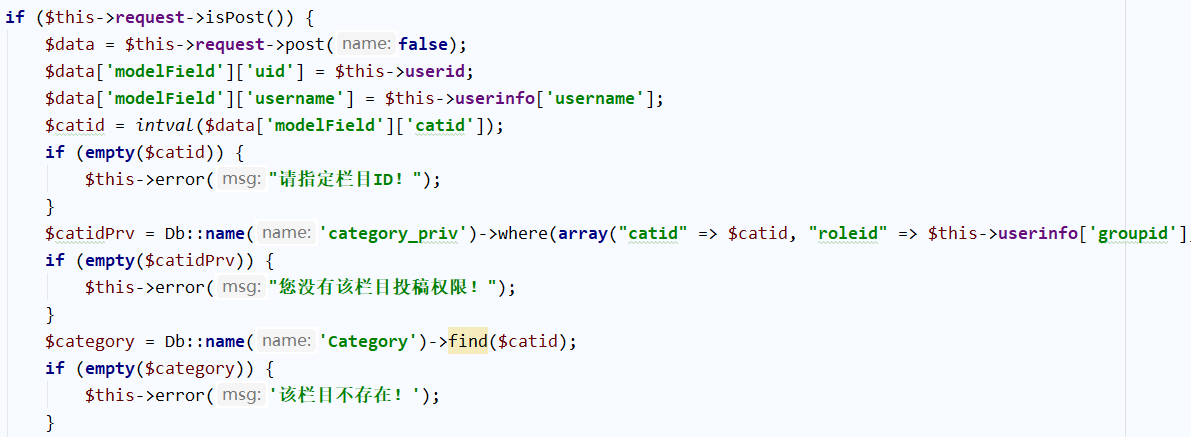 if ($this->request->isPost()) {
$data = $this->request->post( name: false);
$data['modelField']['uid'] = $this->userid;
$data['modelField']['username'] = $this->userinfo['username'];
$catid = intval($data['modelField']['catid']);
if (empty($catid)) {
$this->error( msg: "请指定栏目ID！");
}
$catidPrv = Db::name( name: 'category_priv')->where(array("catid" => $catid, "roleid" => $this->userinfo['groupid']
if (empty($catidPrv)) {
$this->error( msg: "您没有该栏目投稿权限！");
}
$category = Db::name( name: 'Category')->find($catid);
if (empty($category)) {
$this->error( msg: '该栏目不存在！');
}